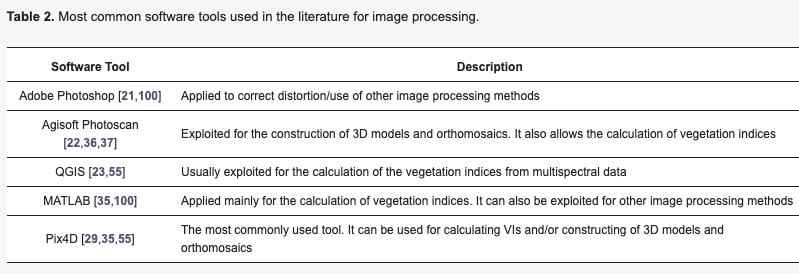 Table 2. Most common software tools used in the literature for image processing.
Software Tool Description
Adobe Photoshop [21,100] Applied to correct distortion/use of other image processing methods
Agisoft Photoscan
[22,36,37] Exploited for the construction of 3D models and orthomosaics. It also allows the calculation of vegetation indices
QGIS [23,55] Usually exploited for the calculation of the vegetation indices from multispectral data
MATLAB [35,100] Applied mainly for the calculation of vegetation indices. It can also be exploited for other image processing methods
Pix4D [29,35,55] The most commonly used tool. It can be used for calculating VIs and/or constructing of 3D models and
orthomosaics